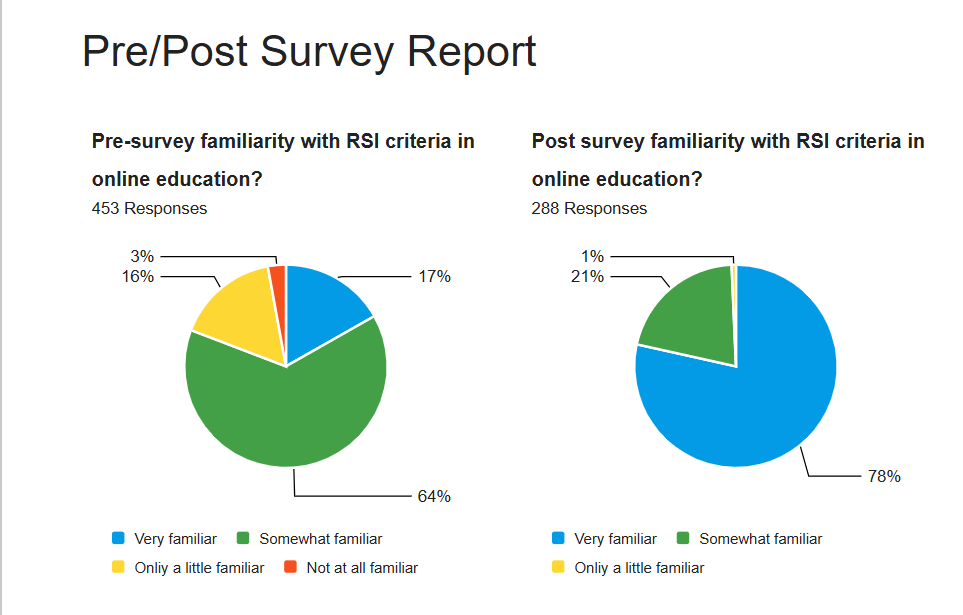 Pre/Post Survey Report
Pre-survey familiarity with RSI criteria in
online education?
453 Responses
3%
16%
17%
64%
Very familiar
Somewhat familiar
Onliy a little familiar
Not at all familiar
Post survey familiarity with RSI criteria in
online education?
288 Responses
1%
21%
78%
Very familiar
Somewhat familiar
Onliy a little familiar